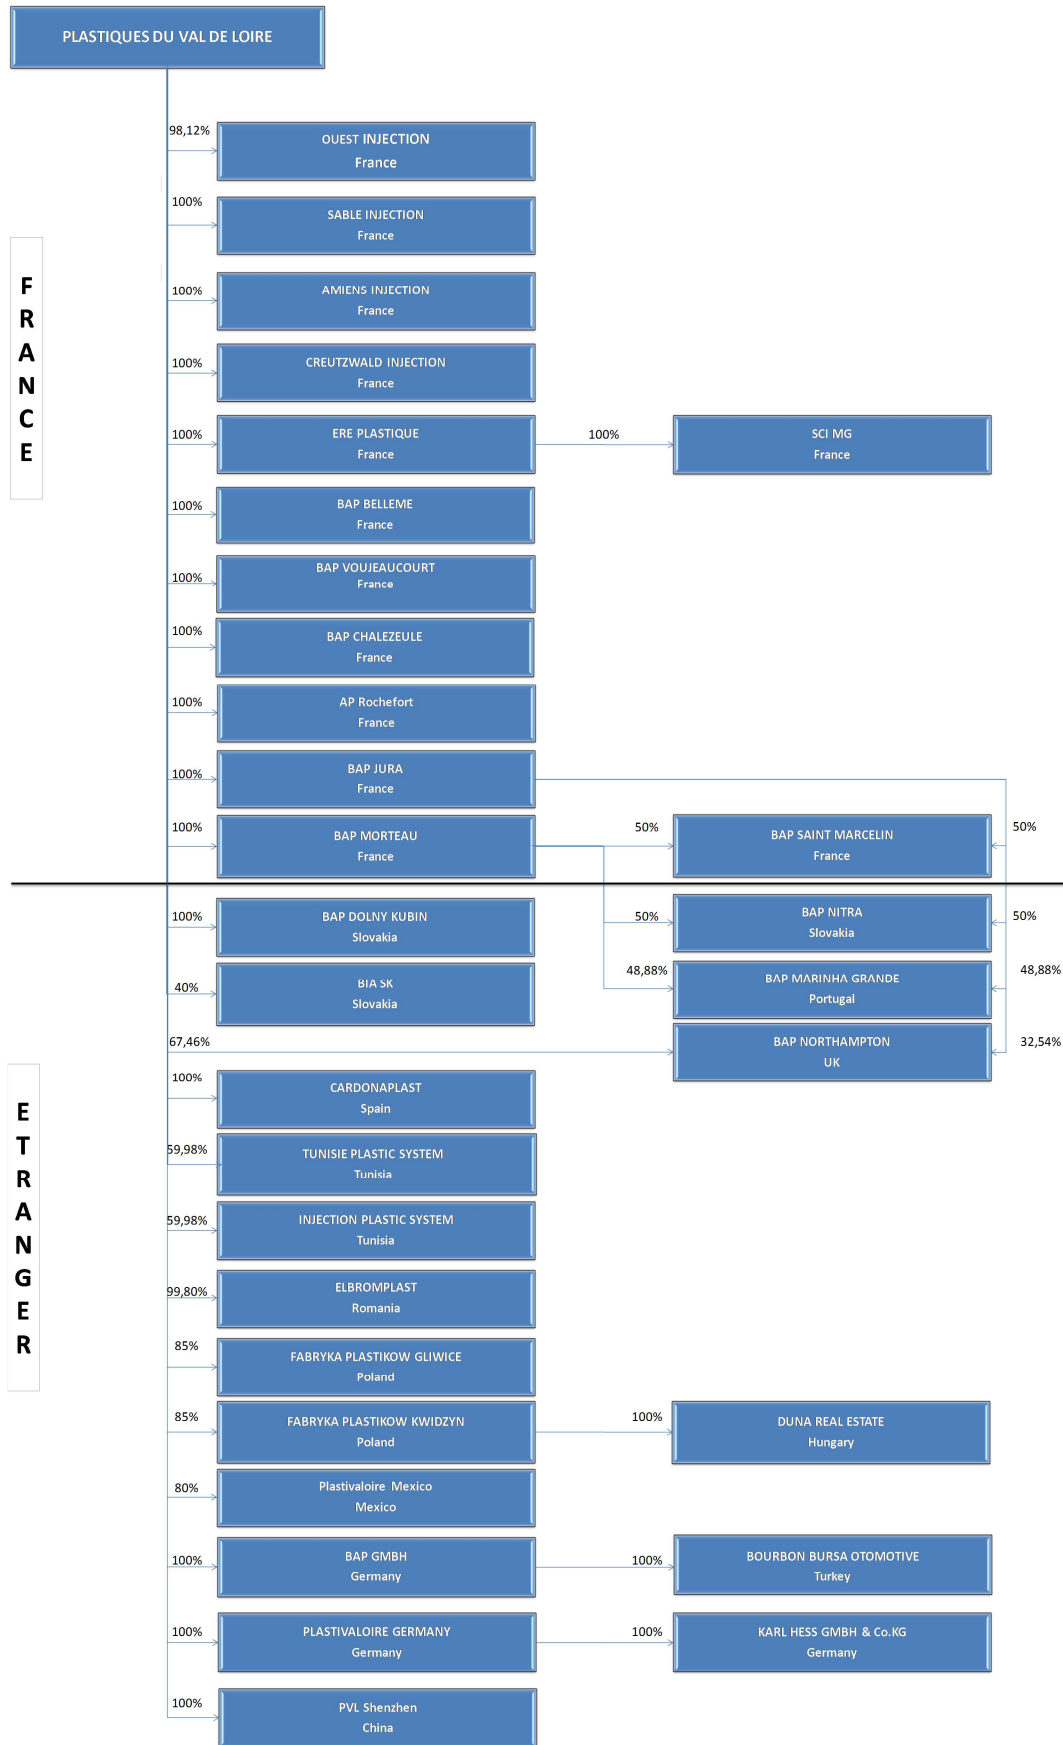 PLASTIQUES DU VAL DE LOIRE
98,12%
OUEST INJECTION
France
100%
SABLE INJECTION
France
FRANCE
100%
AMIENS INJECTION
France
100%
CREUTZWALD INJECTION
France
100%
ERE PLASTIQUE
France
100%
SCI MG
France
100%
BAP BELLEME
France
100%
BAP VOUJEAUCOURT
France
100%
BAP CHALEZEULE
France
100%
AP Rochefort
France
100%
BAP JURA
France
100%
BAP MORTEAU
France
50%
BAP SAINT MARCELIN
France
50%
100%
BAP DOLNY KUBIN
Slovakia
50%
BAP NITRA
Slovakia
50%
40%
BIA SK
Slovakia
48,88%
BAP MARINHA GRANDE
Portugal
48,88%
67,46%
BAP NORTHAMPTON
UK
32,54%
ETRANGER
100%
CARDONAPLAST
Spain
59,98%
TUNISIE PLASTIC SYSTEM
Tunisia
59,98%
INJECTION PLASTIC SYSTEM
Tunisia
99,80%
ELBROMPLAST
Romania
85%
FABRYKA PLASTIKOW GLIWICE
Poland
85%
FABRYKA PLASTIKOW KWIDZYN
Poland
100%
DUNA REAL ESTATE
Hungary
80%
Plastivaloire Mexico
Mexico
100%
BAP GMBH
Germany
100%
BOURBON BURSA OTOMOTIVE
Turkey
100%
PLASTIVALOIRE GERMANY
Germany
100%
KARL HESS GMBH & Co.KG
Germany
100%
PVL Shenzhen
China